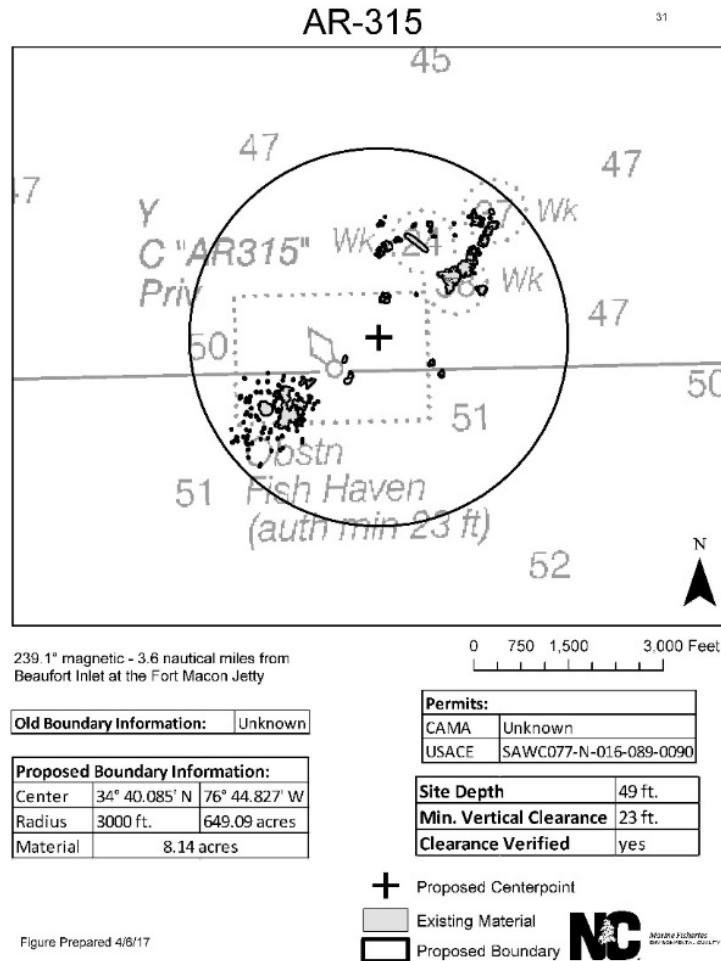 AR-315
31
45
47
47
47
Y
C "AR315"
Priv
Wk
24
Wk
Wk
47
50
50
51
Obstn
51
Fish Haven
(auth min 23 ft)
52
N
239.1° magnetic - 3.6 nautical miles from
Beaufort Inlet at the Fort Macon Jetty
0 750 1,500 3,000 Feet
Old Boundary Information: Unknown
Permits:
CAMA Unknown
USACE SAWC077-N-016-089-0090
Proposed Boundary Information:
Center 34° 40.085' N 76° 44.827' W
Radius 3000 ft. 649.09 acres
Material 8.14 acres
Site Depth 49 ft.
Min. Vertical Clearance 23 ft.
Clearance Verified yes
Proposed Centerpoint
Existing Material
Proposed Boundary
Figure Prepared 4/6/17
NC
Marine Fisheries
ENVIRONMENTAL QUALITY